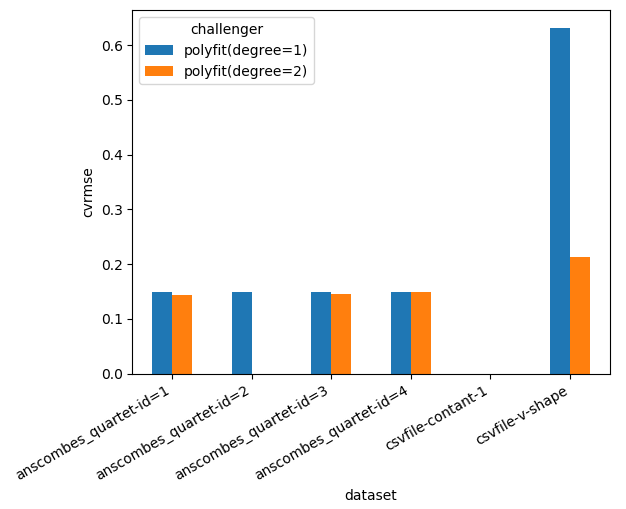 challenger
polyfit(degree=1)
polyfit(degree=2)
0.6
0.5
0.4
0.3
0.2
0.1
0.0
cvrmse
anscombes_quartet-id=1
anscombes_quartet-id=2
anscombes_quartet-id=3
anscombes_quartet-id=4
csvfile-contant-1
csvfile-v-shape
dataset